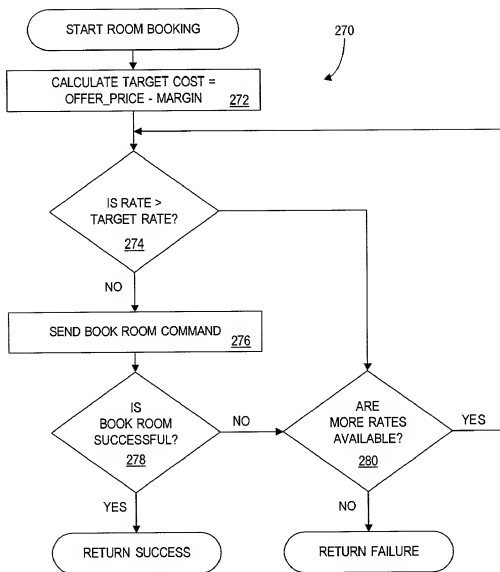 START ROOM BOOKING
270
CALCULATE TARGET COST =
OFFER_PRICE - MARGIN
272
IS RATE >
TARGET RATE?
274
NO
SEND BOOK ROOM COMMAND
276
IS
BOOK ROOM
SUCCESSFUL?
278
NO
ARE
MORE RATES
AVAILABLE?
280
YES
YES
NO
RETURN SUCCESS
RETURN FAILURE